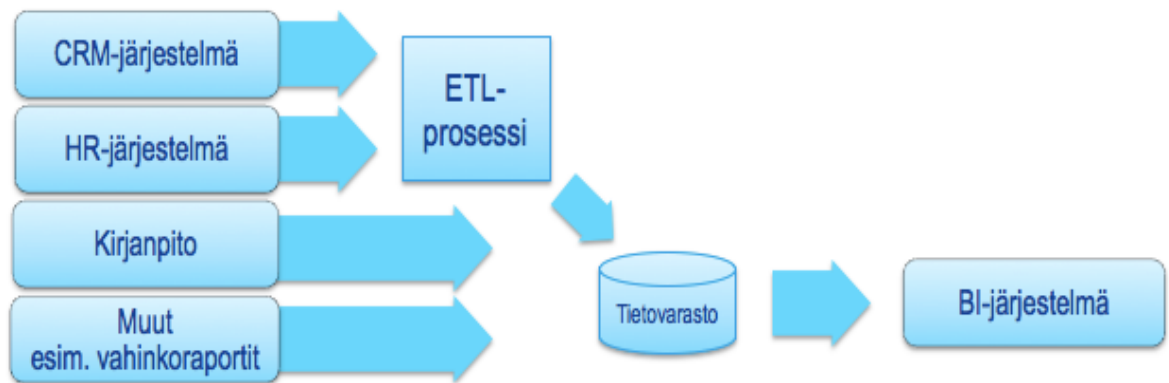 CRM-järjestelmä
HR-järjestelmä
Kirjanpito
Muut
esim. vahinkoraportit
ETL-
prosessi
Tietovarasto
BI-järjestelmä